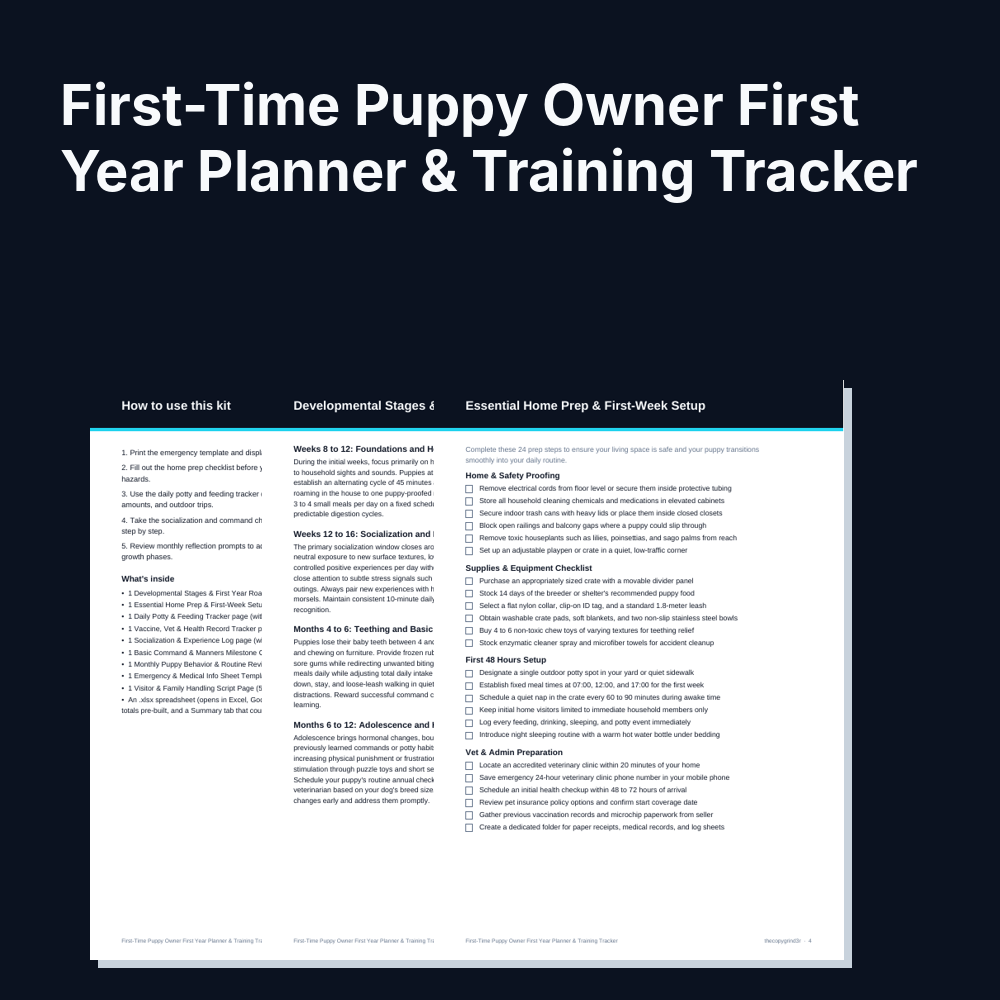 First-Time Puppy Owner First
Year Planner & Training Tracker
How to use this kit
1. Print the emergency template and
2. Fill out the home prep checklist before
hazards.
3. Use the daily potty and feeding tracker
amounts, and outdoor trips.
4. Take the socialization and command
step by step.
5. Review monthly reflection prompts to
growth phases.
What's inside
• 1 Developmental Stages & First Year
• 1 Essential Home Prep & First-Week
• 1 Daily Potty & Feeding Tracker page
• 1 Vaccine, Vet & Health Record Tracker
• 1 Socialization & Experience Log page
• 1 Basic Command & Manners Milestone
• 1 Monthly Puppy Behavior & Routine
• 1 Emergency & Medical Info Sheet
• 1 Visitor & Family Handling Script Page
• An .xlsx spreadsheet (opens in Excel,
totals pre-built, and a Summary tab that
First-Time Puppy Owner First Year Planner & Training
Developmental Stages &
Weeks 8 to 12: Foundations and
During the initial weeks, focus primarily on
to household sights and sounds. Puppies at
establish an alternating cycle of 45 minutes
roaming in the house to one puppy-proofed
3 to 4 small meals per day on a fixed
predictable digestion cycles.
Weeks 12 to 16: Socialization and
The primary socialization window closes
neutral exposure to new surface textures,
controlled positive experiences per day
close attention to subtle stress signals such
outings. Always pair new experiences with
morsels. Maintain consistent 10-minute
recognition.
Months 4 to 6: Teething and Basic
Puppies lose their baby teeth between 4
and chewing on furniture. Provide frozen
sore gums while redirecting unwanted biting
meals daily while adjusting total daily intake
down, stay, and loose-leash walking in
distractions. Reward successful command
learning.
Months 6 to 12: Adolescence and
Adolescence brings hormonal changes,
previously learned commands or potty
increasing physical punishment or
stimulation through puzzle toys and short
Schedule your puppy's routine annual
veterinarian based on your dog's breed
changes early and address them promptly.
First-Time Puppy Owner First Year Planner & Training
Essential Home Prep & First-Week Setup
Complete these 24 prep steps to ensure your living space is safe and your puppy transitions
smoothly into your daily routine.
Home & Safety Proofing
Remove electrical cords from floor level or secure them inside protective tubing
Store all household cleaning chemicals and medications in elevated cabinets
Secure indoor trash cans with heavy lids or place them inside closed closets
Block open railings and balcony gaps where a puppy could slip through
Remove toxic houseplants such as lilies, poinsettias, and sago palms from reach
Set up an adjustable playpen or crate in a quiet, low-traffic corner
Supplies & Equipment Checklist
Purchase an appropriately sized crate with a movable divider panel
Stock 14 days of the breeder or shelter's recommended puppy food
Select a flat nylon collar, clip-on ID tag, and a standard 1.8-meter leash
Obtain washable crate pads, soft blankets, and two non-slip stainless steel bowls
Buy 4 to 6 non-toxic chew toys of varying textures for teething relief
Stock enzymatic cleaner spray and microfiber towels for accident cleanup
First 48 Hours Setup
Designate a single outdoor potty spot in your yard or quiet sidewalk
Establish fixed meal times at 07:00, 12:00, and 17:00 for the first week
Schedule a quiet nap in the crate every 60 to 90 minutes during awake time
Keep initial home visitors limited to immediate household members only
Log every feeding, drinking, sleeping, and potty event immediately
Introduce night sleeping routine with a warm hot water bottle under bedding
Vet & Admin Preparation
Locate an accredited veterinary clinic within 20 minutes of your home
Save emergency 24-hour veterinary clinic phone number in your mobile phone
Schedule an initial health checkup within 48 to 72 hours of arrival
Review pet insurance policy options and confirm start coverage date
Gather previous vaccination records and microchip paperwork from seller
Create a dedicated folder for paper receipts, medical records, and log sheets
First-Time Puppy Owner First Year Planner & Training Tracker
· 4